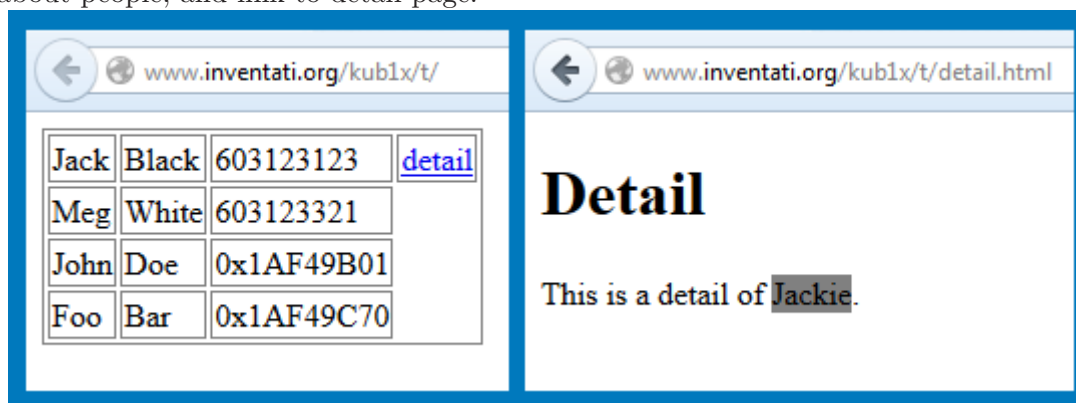 about people, and link to detail page.
www.inventati.org/kub1x/t/
Jack Black 603123123 detail
Meg White 603123321
John Doe 0x1AF49B01
Foo Bar 0x1AF49C70
www.inventati.org/kub1x/t/detail.html
Detail
This is a detail of Jackie.